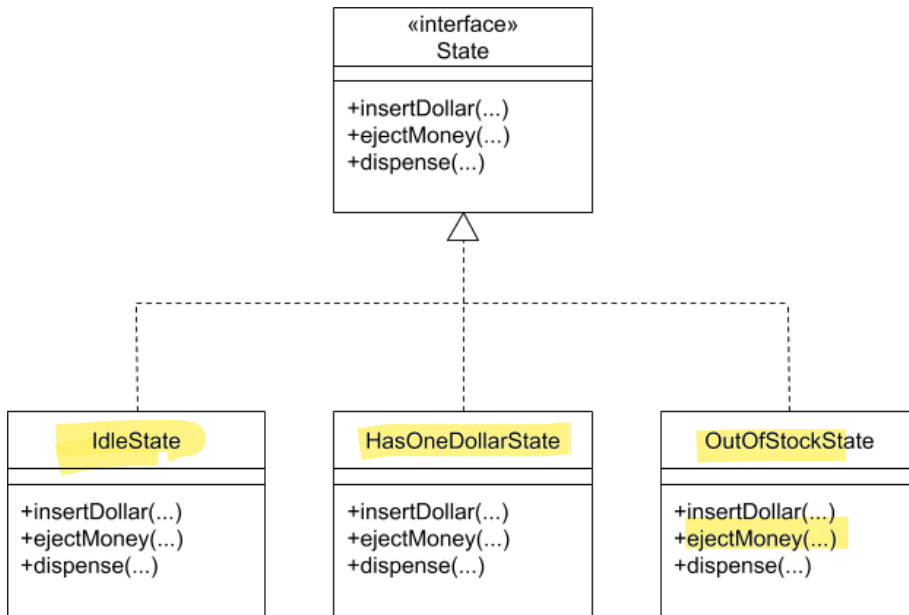 «interface»
State
+insertDollar(...)
+ejectMoney(...)
+dispense(...)
IdleState
+insertDollar(...)
+ejectMoney(...)
+dispense(...)
HasOneDollarState
+insertDollar(...)
+ejectMoney(...)
+dispense(...)
OutOfStockState
+insertDollar(...)
+ejectMoney(...)
+dispense(...)